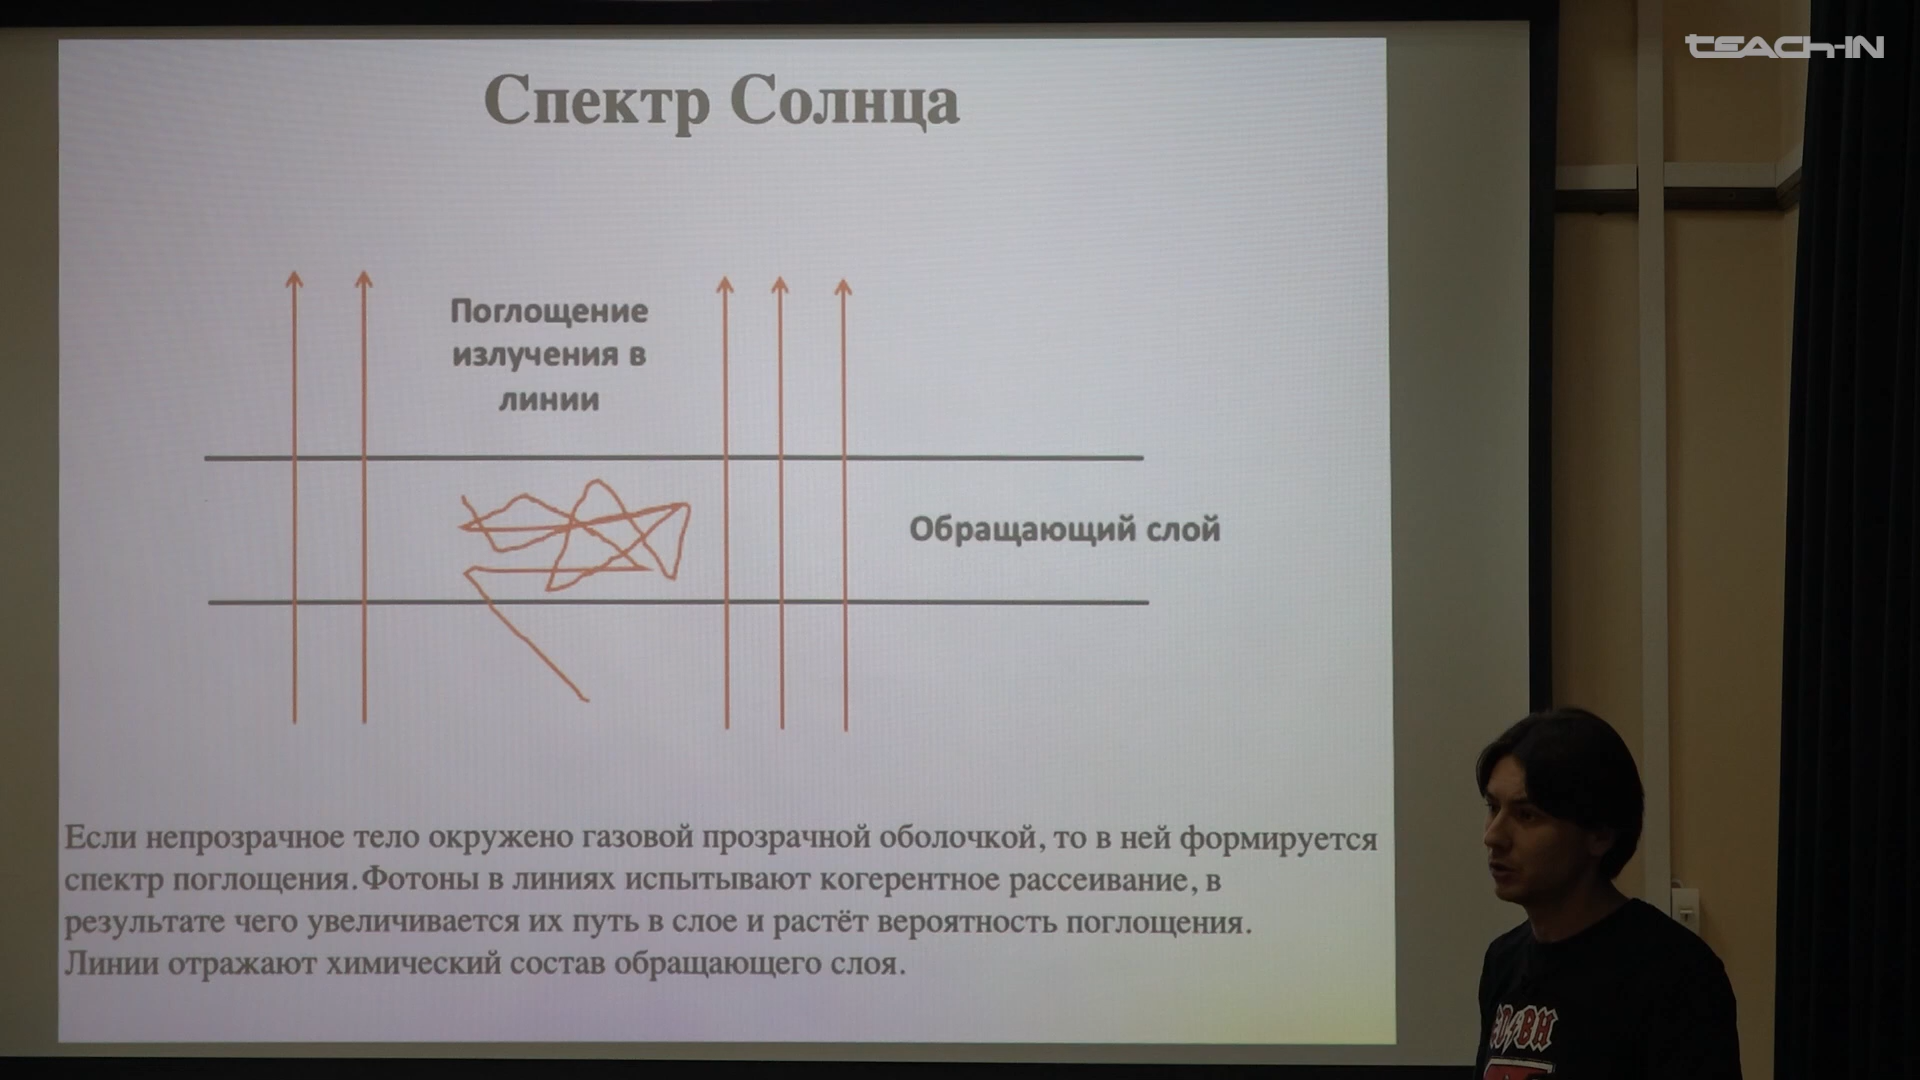 teach-in
Спектр Солнца
Поглощение
излучения в
линии
Обращающий слой
Если непрозрачное тело окружено газовой прозрачной оболочкой, то в ней формируется
спектр поглощения. Фотоны в линиях испытывают когерентное рассеивание, в
результате чего увеличивается их путь в слое и растёт вероятность поглощения.
Линии отражают химический состав обращающего слоя.